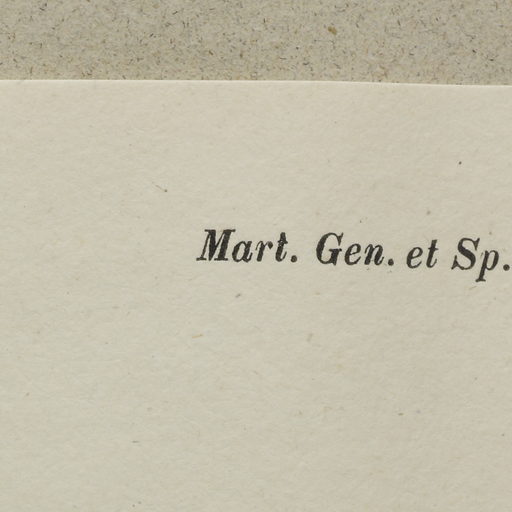 Mart. Gen. et Sp.